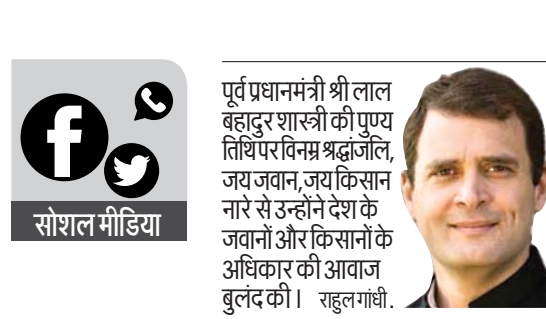 सोशल मीडिया
पूर्व प्रधानमंत्री श्री लाल
बहादुर शास्त्री की पुण्य
तिथि पर विनम्र श्रद्धांजलि,
जय जवान, जय किसान
नारे से उन्होंने देश के
जवानों और किसानों के
अधिकार की आवाज
बुलंद की। राहुल गांधी.